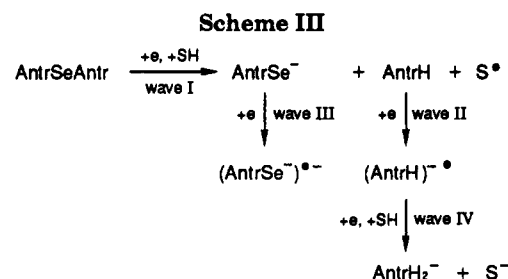 Scheme III
+e, +SH
AntrSeAntr AntrSe⁻ + AntrH + S•
wave I
+e wave III +e wave II
(AntrSe⁻)•⁻ (AntrH)⁻•
+e, +SH wave IV
AntrH₂⁻ + S⁻